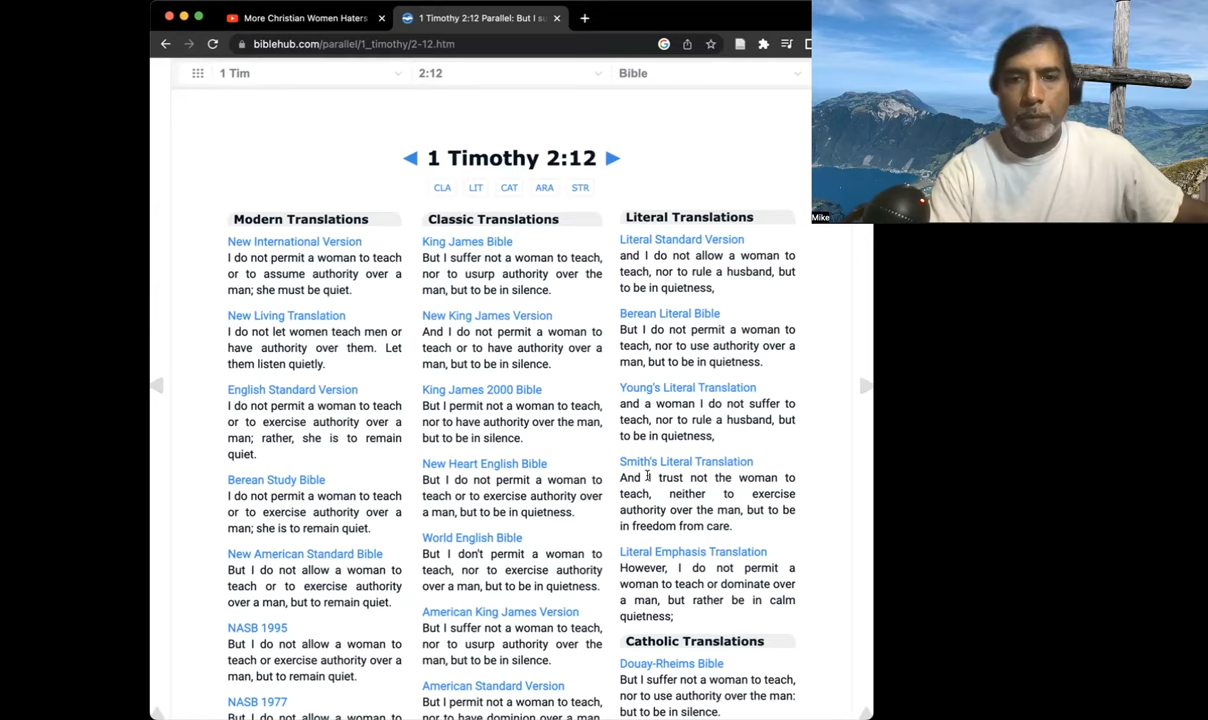 More Christian Women Haters
1 Timothy 2:12 Parallel: But I su
biblehub.com/parallel/1_timothy/2-12.htm
1 Tim
2:12
Bible
Mike
1 Timothy 2:12
CLA LIT CAT ARA STR
Modern Translations
New International Version
I do not permit a woman to teach
or to assume authority over a
man; she must be quiet.
New Living Translation
I do not let women teach men or
have authority over them. Let
them listen quietly.
English Standard Version
I do not permit a woman to teach
or to exercise authority over a
man; rather, she is to remain
quiet.
Berean Study Bible
I do not permit a woman to teach
or to exercise authority over a
man; she is to remain quiet.
New American Standard Bible
But I do not allow a woman to
teach or to exercise authority
over a man, but to remain quiet.
NASB 1995
But I do not allow a woman to
teach or exercise authority over a
man, but to remain quiet.
NASB 1977
But I do not allow a woman to
Classic Translations
King James Bible
But I suffer not a woman to teach,
nor to usurp authority over the
man, but to be in silence.
New King James Version
And I do not permit a woman to
teach or to have authority over a
man, but to be in silence.
King James 2000 Bible
But I permit not a woman to teach,
nor to have authority over the man,
but to be in silence.
New Heart English Bible
But I do not permit a woman to
teach or to exercise authority over
a man, but to be in quietness.
World English Bible
But I don't permit a woman to
teach, nor to exercise authority
over a man, but to be in quietness.
American King James Version
But I suffer not a woman to teach,
nor to usurp authority over the
man, but to be in silence.
American Standard Version
But I permit not a woman to teach,
nor to have dominion over a man,
Literal Translations
Literal Standard Version
and I do not allow a woman to
teach, nor to rule a husband, but
to be in quietness,
Berean Literal Bible
But I do not permit a woman to
teach, nor to use authority over a
man, but to be in quietness.
Young's Literal Translation
and a woman I do not suffer to
teach, nor to rule a husband, but
to be in quietness,
Smith's Literal Translation
And I trust not the woman to
teach, neither to exercise
authority over the man, but to be
in freedom from care.
Literal Emphasis Translation
However, I do not permit a
woman to teach or dominate over
a man, but rather be in calm
quietness;
Catholic Translations
Douay-Rheims Bible
But I suffer not a woman to teach,
nor to use authority over the man:
but to be in silence.